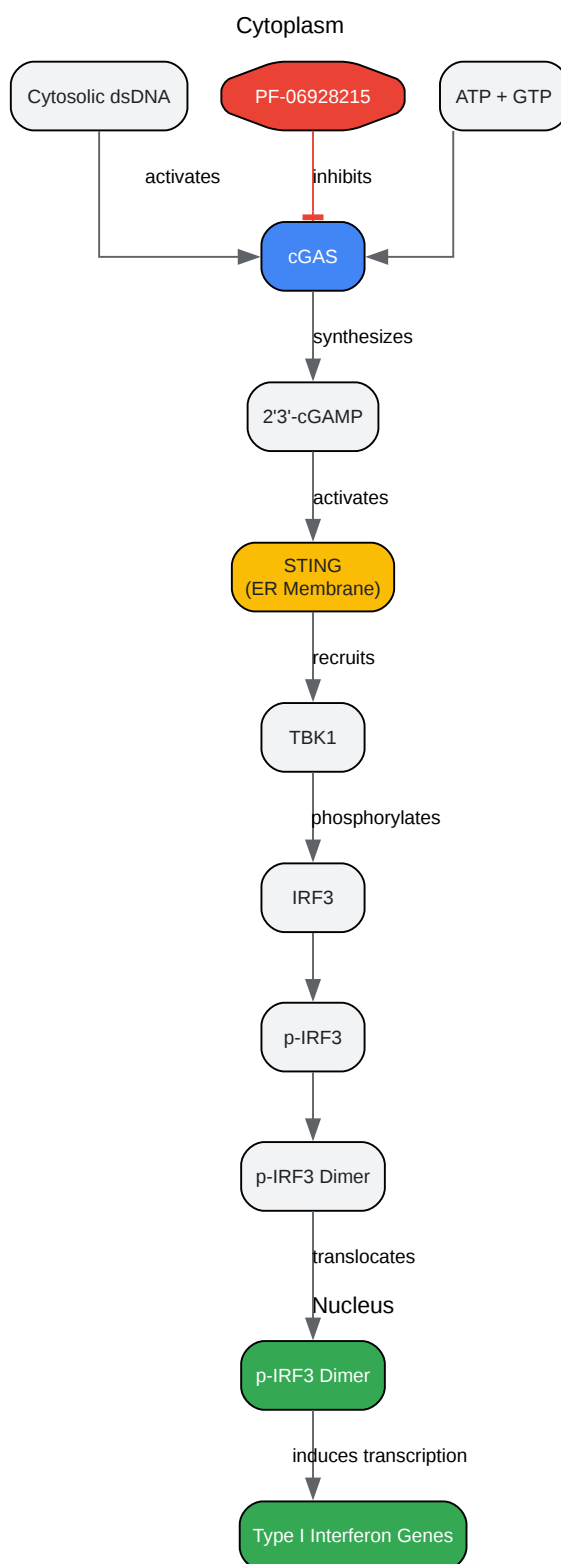 Cytoplasm
Cytosolic dsDNA
PF-06928215
ATP + GTP
activates
inhibits
cGAS
synthesizes
2'3'-cGAMP
activates
STING
(ER Membrane)
recruits
TBK1
phosphorylates
IRF3
p-IRF3
p-IRF3 Dimer
translocates
Nucleus
p-IRF3 Dimer
induces transcription
Type I Interferon Genes